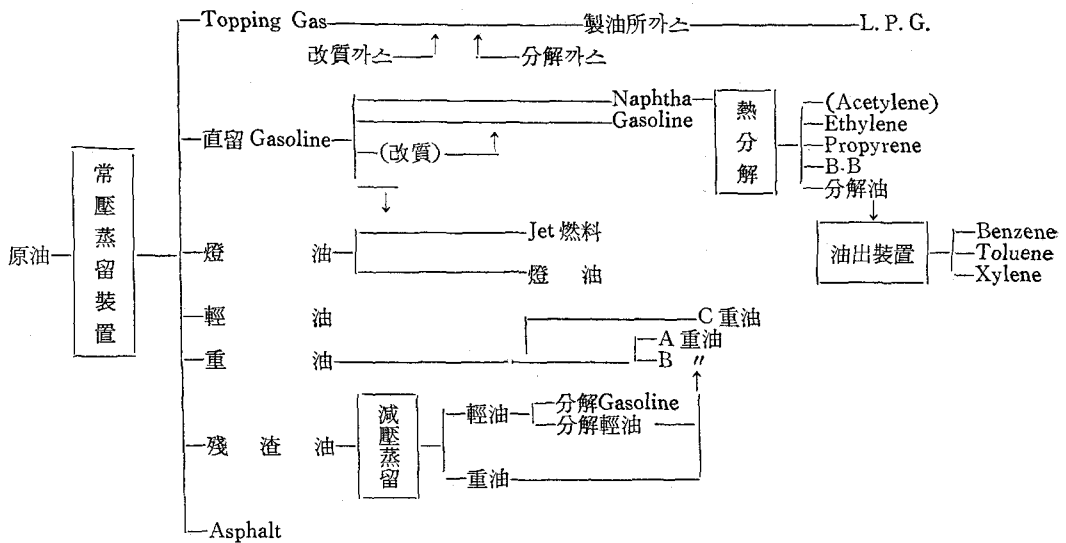 Topping Gas 製油所까스 L. P. G.
改質까스 分解까스
直留 Gasoline Naphtha
Gasoline
(改質)
熱分解
(Acetylene)
Ethylene
Propyrene
B.B
分解油
常壓蒸留裝置
原油
燈油 Jet 燃料
燈油
油出裝置
Benzene
Toluene
Xylene
輕油 C 重油
重油 A 重油
B 〃
殘渣油 減壓蒸留 輕油 分解Gasoline
分解輕油
重油
Asphalt